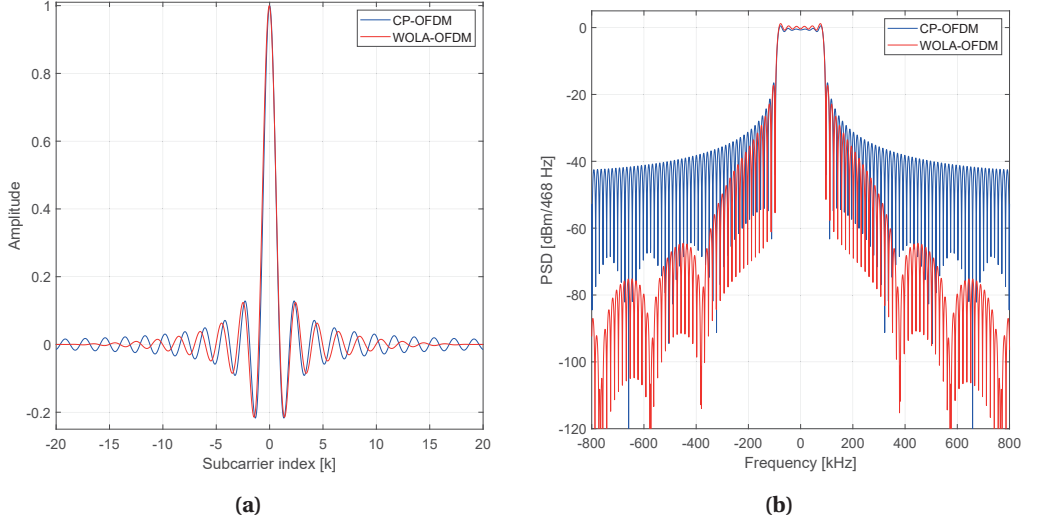 CP-OFDM
WOLA-OFDM
1
0.8
0.6
0.4
0.2
0
-0.2
Amplitude
-20 -15 -10 -5 0 5 10 15 20
Subcarrier index [k]
(a)
CP-OFDM
WOLA-OFDM
0
-20
-40
-60
-80
-100
-120
PSD [dBm/468 Hz]
-800 -600 -400 -200 0 200 400 600 800
Frequency [kHz]
(b)